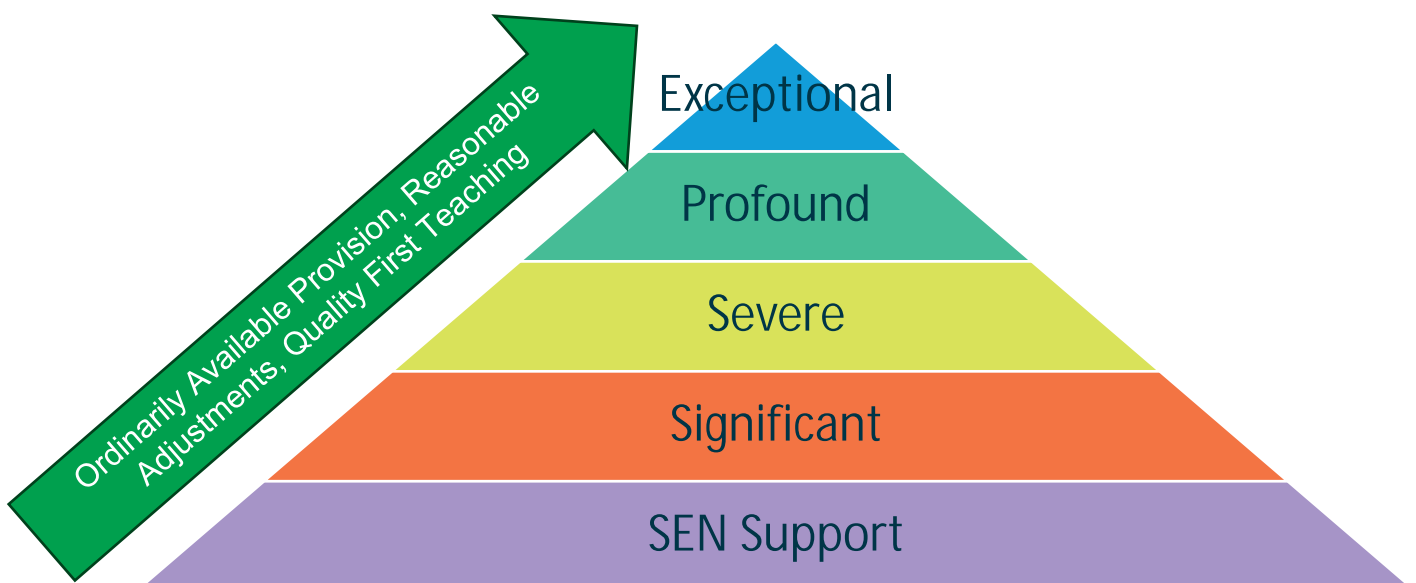 Ordinarily Available Provision, Reasonable
Adjustments, Quality First Teaching
Exceptional
Profound
Severe
Significant
SEN Support